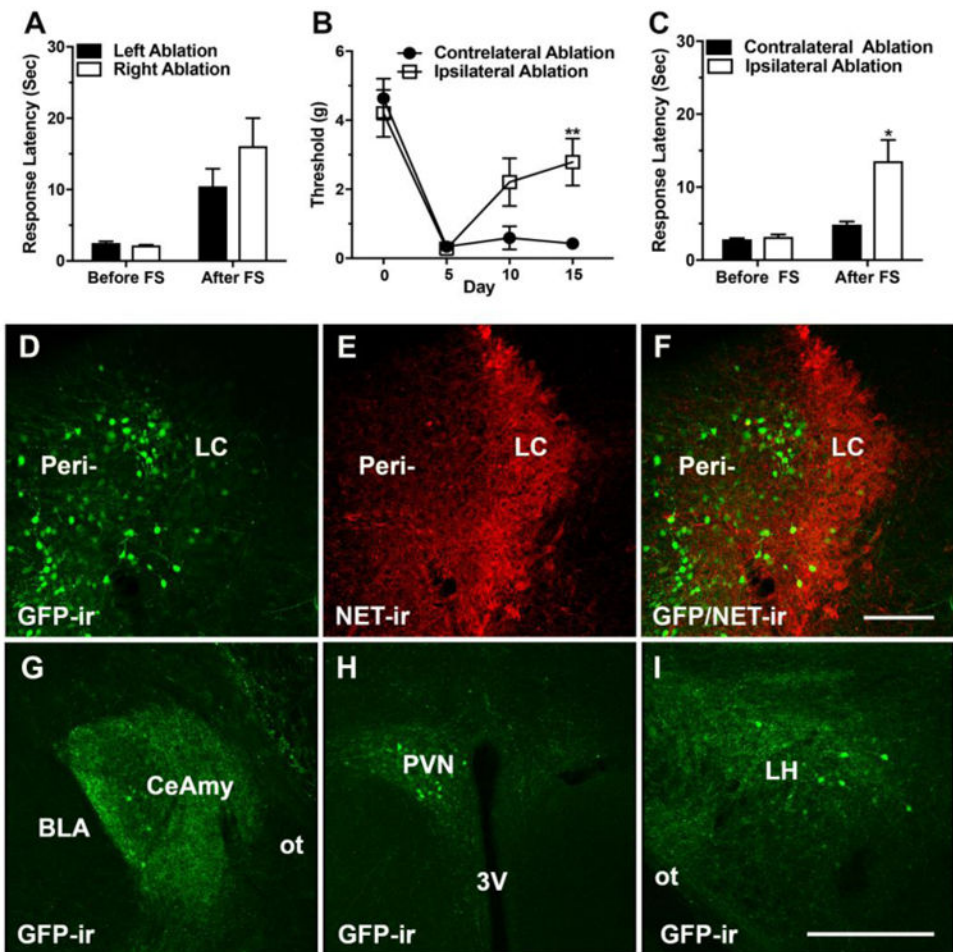 A
Response Latency (Sec)
30
20
10
0
Left Ablation
Right Ablation
Before FS
After FS
B
Threshold (g)
6
4
2
0
Contrelateral Ablation
Ipsilateral Ablation
**
0
5
10
15
Day
C
Response Latency (Sec)
30
20
10
0
Contralateral Ablation
Ipsilateral Ablation
*
Before FS
After FS
D
LC
Peri-
GFP-ir
E
LC
Peri-
NET-ir
F
LC
Peri-
GFP/NET-ir
G
CeAmy
BLA
ot
GFP-ir
H
PVN
3V
GFP-ir
I
LH
ot
GFP-ir